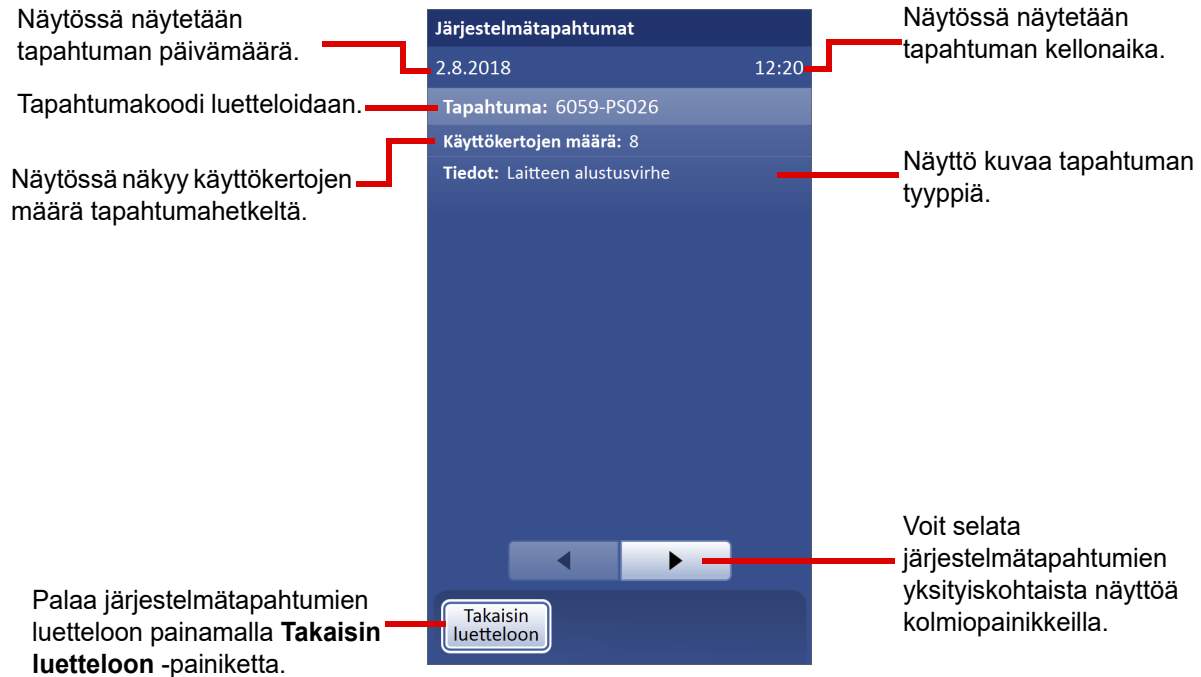 Näytössä näytetään
tapahtuman päivämäärä.
Tapahtumakoodi luetteloidaan.
Näytössä näkyy käyttökertojen
määrä tapahtumahetkeltä.
Palaa järjestelmätapahtumien
luetteloon painamalla Takaisin
luetteloon -painiketta.
Järjestelmätapahtumat
2.8.2018 12:20
Tapahtuma: 6059-PS026
Käyttökertojen määrä: 8
Tiedot: Laitteen alustusvirhe
Takaisin
luetteloon
Näytössä näytetään
tapahtuman kellonaika.
Näyttö kuvaa tapahtuman
tyyppiä.
Voit selata
järjestelmätapahtumien
yksityiskohtaista näyttöä
kolmiopainikkeilla.